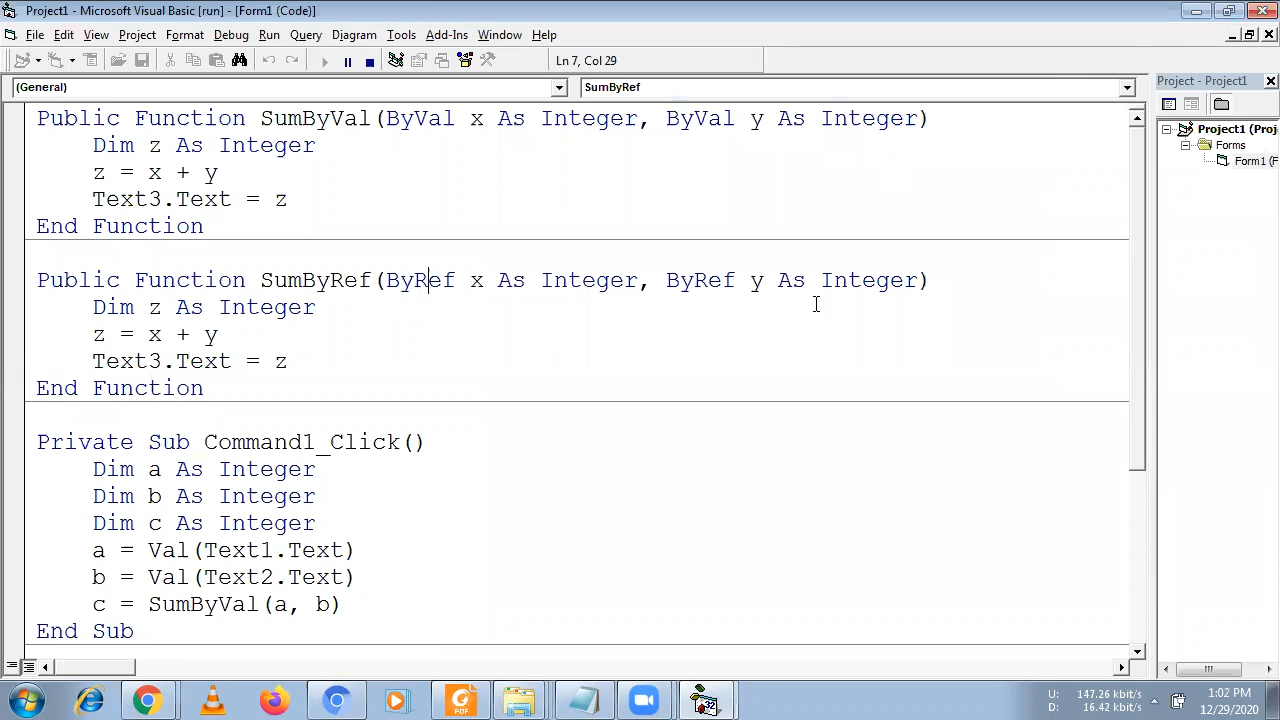 Project1 - Microsoft Visual Basic [run] - [Form1 (Code)]
File Edit View Project Format Debug Run Query Diagram Tools Add-Ins Window Help
Ln 7, Col 29
(General) SumByRef
Project - Project1
Public Function SumByVal(ByVal x As Integer, ByVal y As Integer)
Dim z As Integer
z = x + y
Text3.Text = z
End Function
Public Function SumByRef(ByRef x As Integer, ByRef y As Integer)
Dim z As Integer
z = x + y
Text3.Text = z
End Function
Private Sub Command1_Click()
Dim a As Integer
Dim b As Integer
Dim c As Integer
a = Val(Text1.Text)
b = Val(Text2.Text)
c = SumByVal(a, b)
End Sub
Project1 (Proj
Forms
Form1 (F
PDF
32
U: 147.26 kbit/s
D: 16.42 kbit/s
1:02 PM
12/29/2020